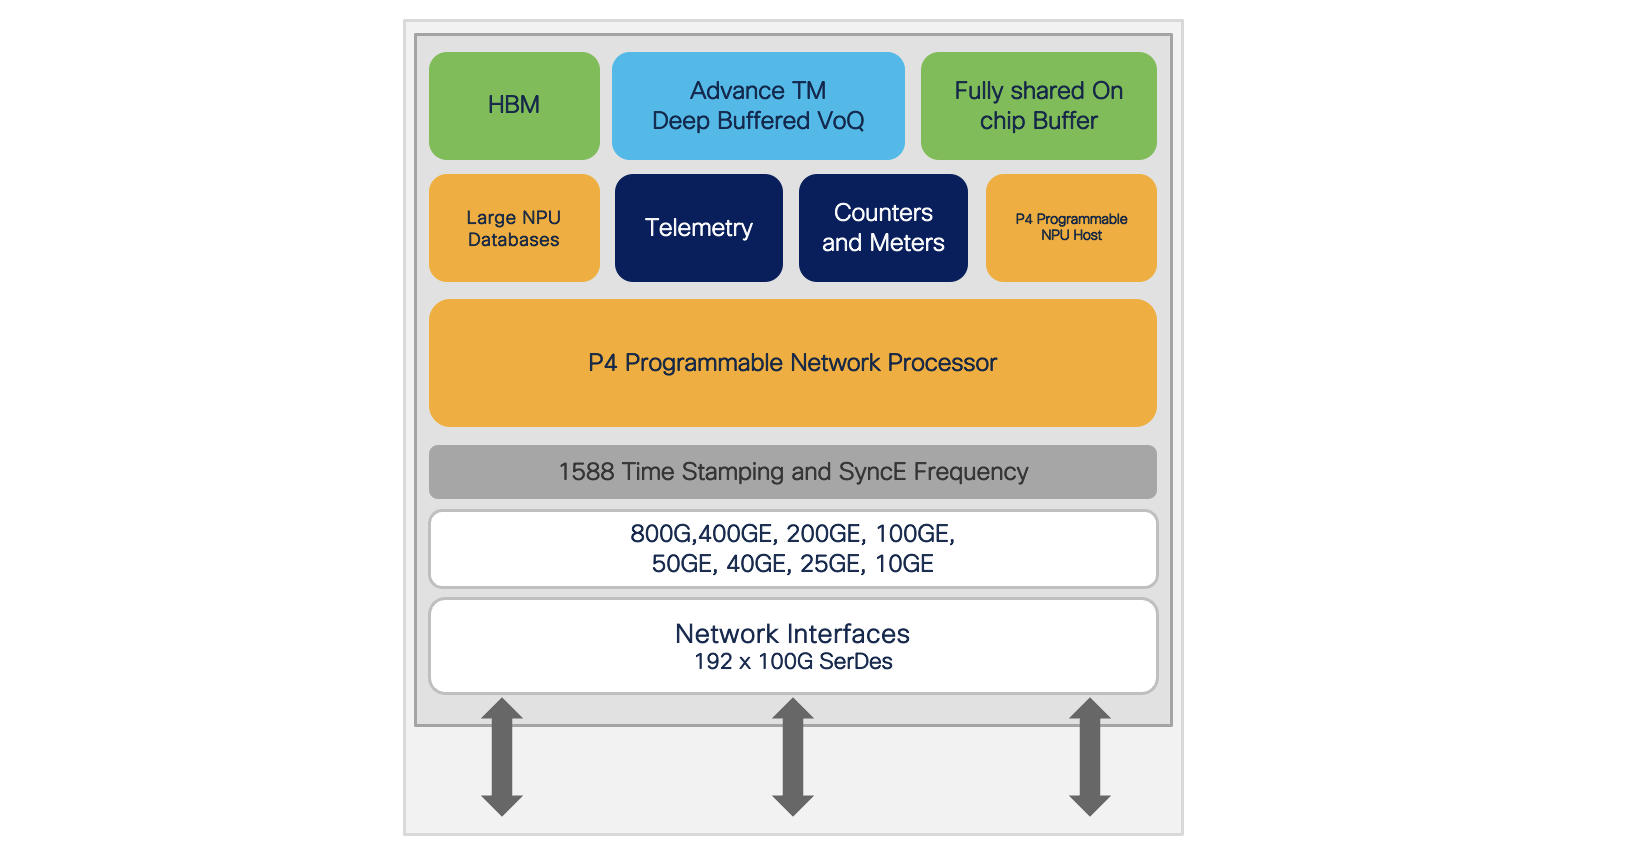 HBM
Advance TM
Deep Buffered VoQ
Fully shared On
chip Buffer
Large NPU
Databases
Telemetry
Counters
and Meters
P4 Programmable
NPU Host
P4 Programmable Network Processor
1588 Time Stamping and SyncE Frequency
800G,400GE, 200GE, 100GE,
50GE, 40GE, 25GE, 10GE
Network Interfaces
192 x 100G SerDes